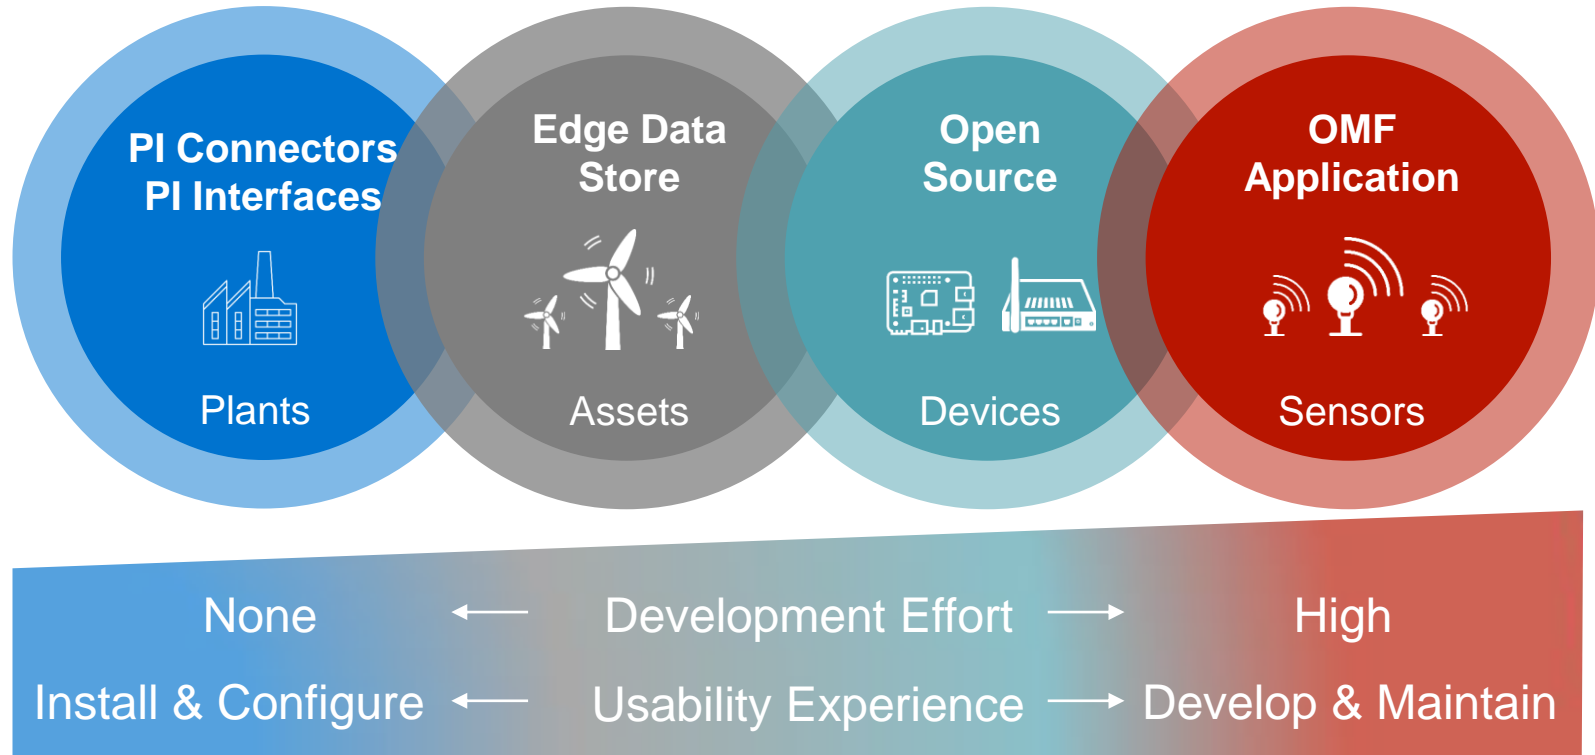 PI Connectors
PI Interfaces
Plants
Edge Data
Store
Assets
Open
Source
Devices
OMF
Application
Sensors
None
Development Effort
High
Install & Configure
Usability Experience
Develop & Maintain